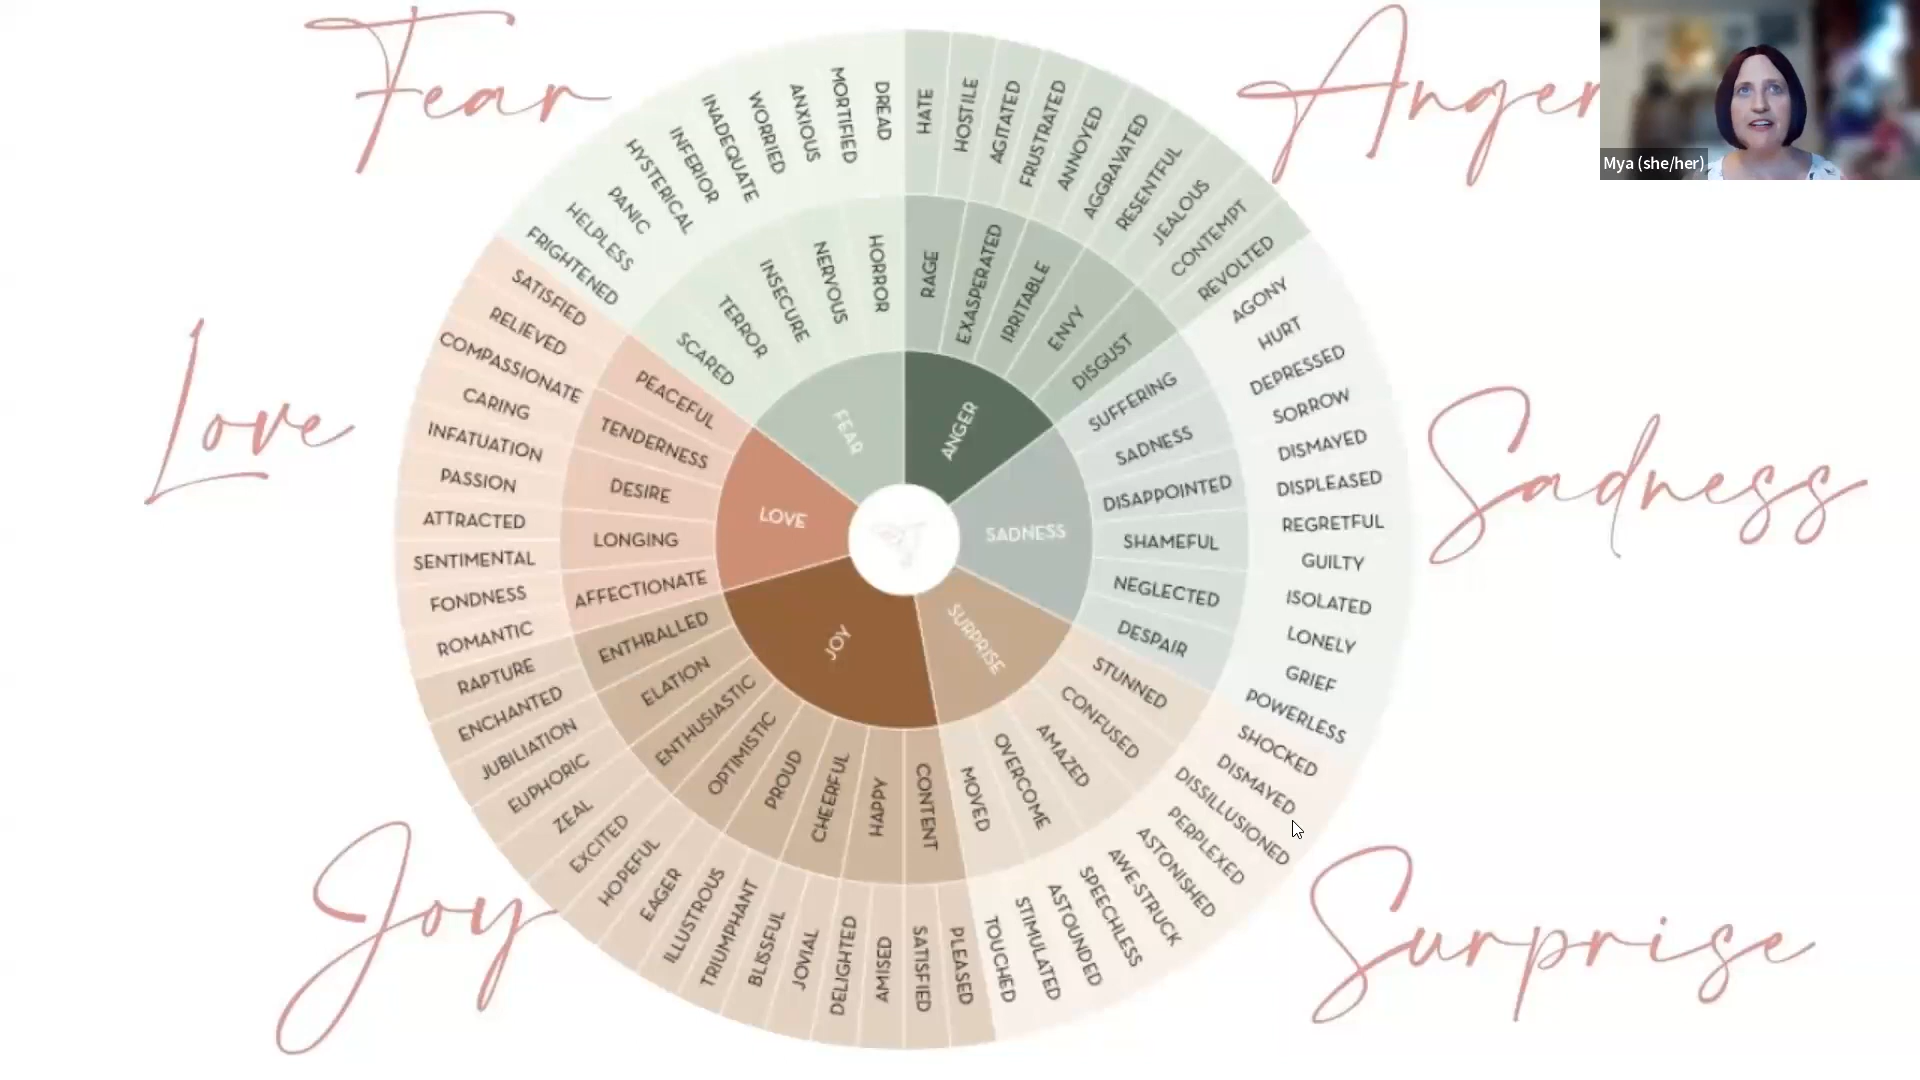 Fear
Anger
Mya (she/her)
Love
Sadness
Joy
Surprise
FEAR
ANGER
SADNESS
SURPRISE
JOY
LOVE
SCARED
TERROR
INSECURE
NERVOUS
HORROR
RAGE
EXASPERATED
IRRITABLE
ENVY
DISGUST
SUFFERING
SADNESS
DISAPPOINTED
SHAMEFUL
NEGLECTED
DESPAIR
STUNNED
CONFUSED
AMAZED
OVERCOME
MOVED
CONTENT
HAPPY
CHEERFUL
PROUD
OPTIMISTIC
ENTHUSIASTIC
ELATION
ENTHRALLED
AFFECTIONATE
LONGING
DESIRE
TENDERNESS
PEACEFUL
FRIGHTENED
HELPLESS
PANIC
HYSTERICAL
INFERIOR
INADEQUATE
WORRIED
ANXIOUS
MORTIFIED
DREAD
HATE
HOSTILE
AGITATED
FRUSTRATED
ANNOYED
AGGRAVATED
RESENTFUL
JEALOUS
CONTEMPT
REVOLTED
AGONY
HURT
DEPRESSED
SORROW
DISMAYED
DISPLEASED
REGRETFUL
GUILTY
ISOLATED
LONELY
GRIEF
POWERLESS
SHOCKED
DISMAYED
DISSILLUSIONED
PERPLEXED
ASTONISHED
AWE-STRUCK
SPEECHLESS
ASTOUNDED
STIMULATED
TOUCHED
PLEASED
SATISFIED
AMISED
DELIGHTED
JOVIAL
BLISSFUL
TRIUMPHANT
ILLUSTROUS
EAGER
HOPEFUL
EXCITED
ZEAL
EUPHORIC
JUBILIATION
ENCHANTED
RAPTURE
ROMANTIC
FONDNESS
SENTIMENTAL
ATTRACTED
PASSION
INFATUATION
CARING
COMPASSIONATE
RELIEVED
SATISFIED